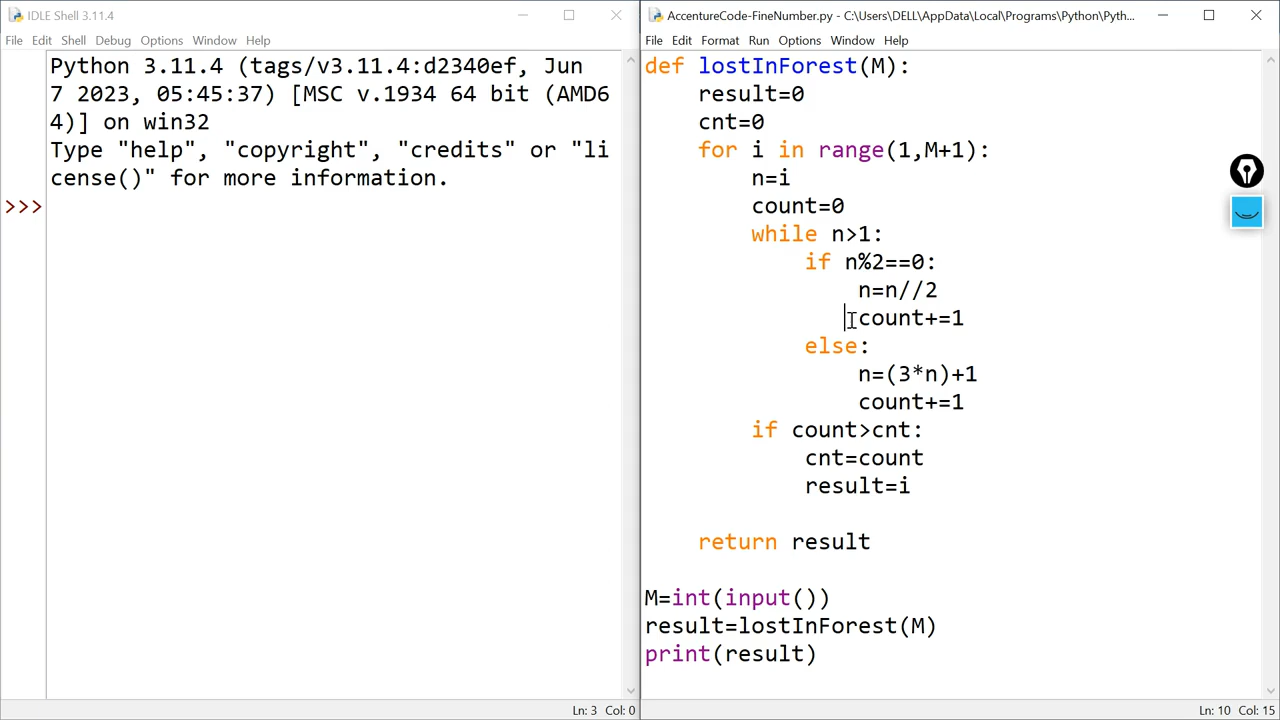 IDLE Shell 3.11.4
File Edit Shell Debug Options Window Help
Python 3.11.4 (tags/v3.11.4:d2340ef, Jun
7 2023, 05:45:37) [MSC v.1934 64 bit (AMD6
4)] on win32
Type "help", "copyright", "credits" or "li
cense()" for more information.
>>>
Ln: 3 Col: 0
AccentureCode-FineNumber.py - C:\Users\DELL\AppData\Local\Programs\Python\Pyth...
File Edit Format Run Options Window Help
def lostInForest(M):
    result=0
    cnt=0
    for i in range(1,M+1):
        n=i
        count=0
        while n>1:
            if n%2==0:
                n=n//2
                count+=1
            else:
                n=(3*n)+1
                count+=1
        if count>cnt:
            cnt=count
            result=i
    return result
M=int(input())
result=lostInForest(M)
print(result)
Ln: 10 Col: 15